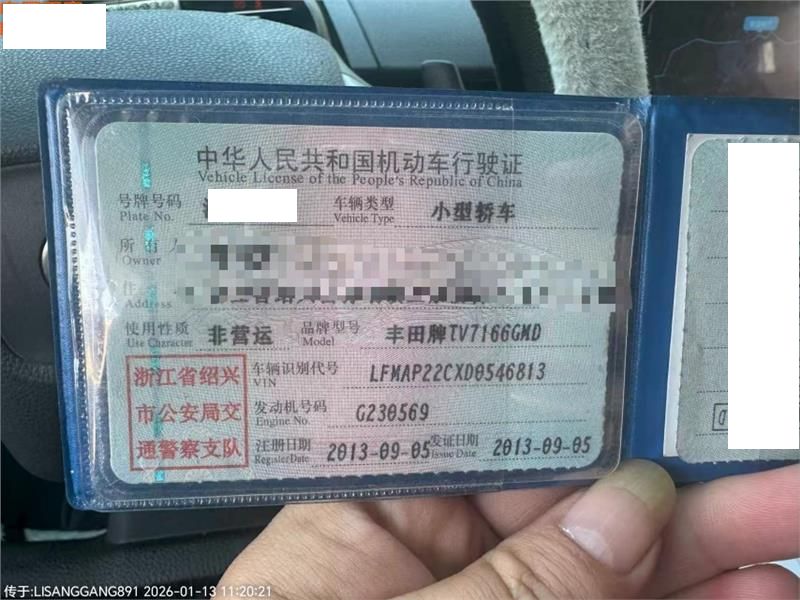 中华人民共和国机动车行驶证
Vehicle License of the People's Republic of China
号牌号码
Plate No.
车辆类型 小型轿车
Vehicle Type
所有人
Owner
住
Address
使用性质 非营运
Use Character
品牌型号 丰田牌TV7166GMD
Model
浙江省绍兴
市公安局交
通警察支队
车辆识别代号 LFMAP22CXD0546813
VIN
发动机号码 G230569
Engine No.
注册日期 2013-09-05
Register Date
发证日期 2013-09-05
Issue Date
传于:LISANGGANG891 2026-01-13 11:20:21